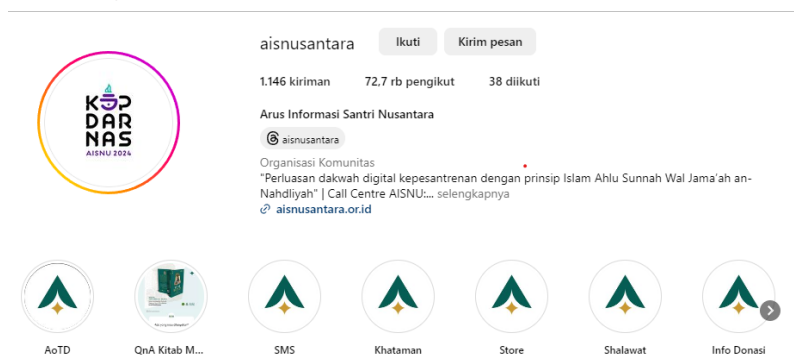 aisnusantara Ikuti Kirim pesan
1.146 kiriman 72,7 rb pengikut 38 diikuti
KOP
DAR
NAS
AISNU 2024
Arus Informasi Santri Nusantara
aisnusantara
Organisasi Komunitas
"Perluasan dakwah digital kepesantrenan dengan prinsip Islam Ahlu Sunnah Wal Jama'ah an-
Nahdliyah" | Call Centre AISNU:... selengkapnya
aisnusantara.or.id
AoTD QnA Kitab M... SMS Khataman Store Shalawat Info Donasi